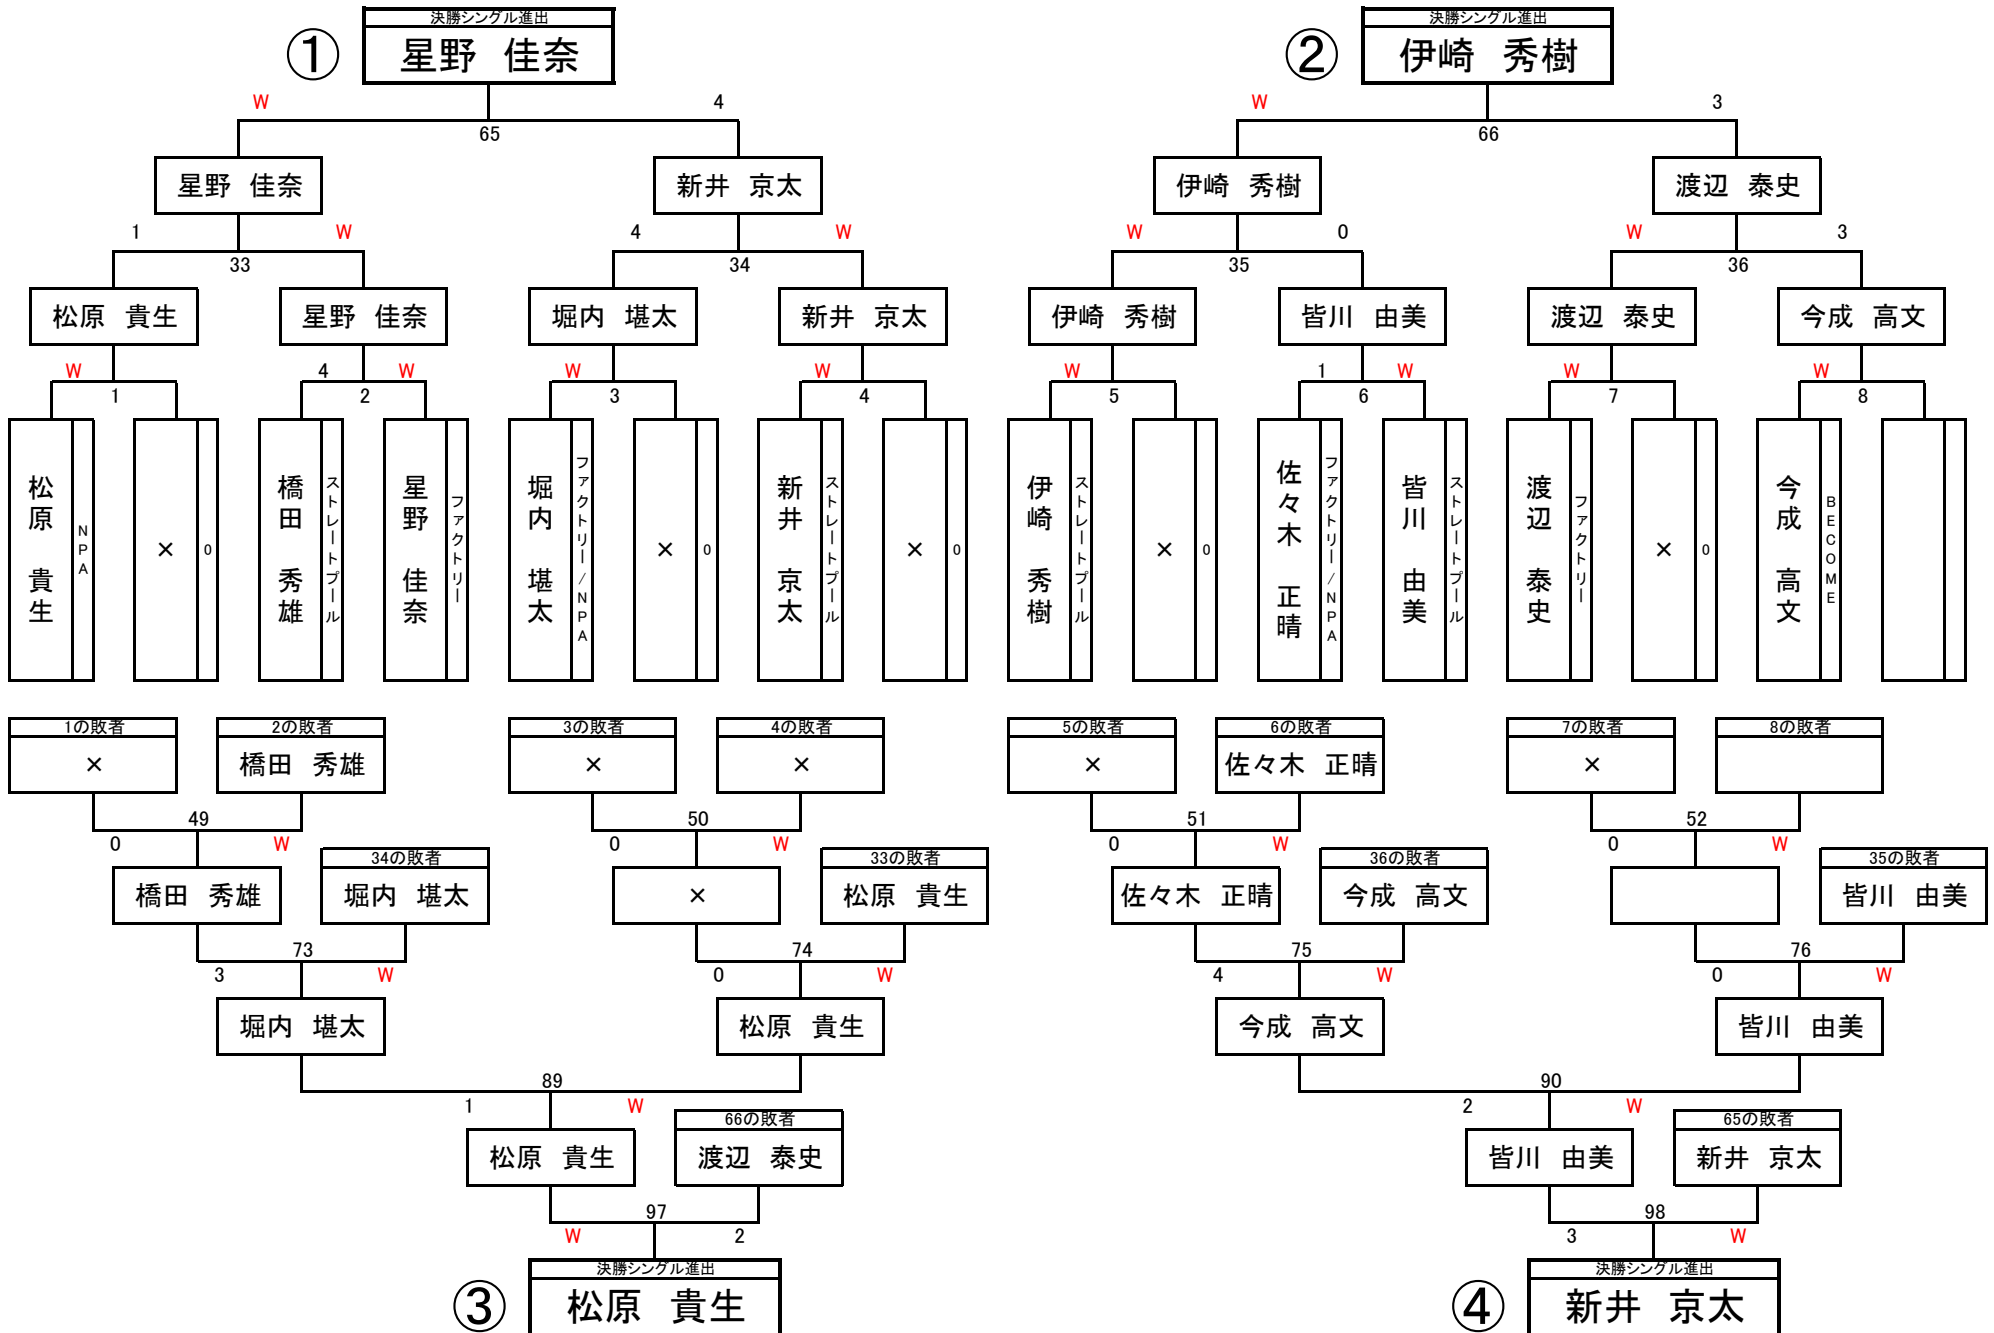 決勝シングル進出 決勝シングル進出
① 星野 佳奈 ② 伊崎 秀樹
W 4 W 3
65 66
星野 佳奈 新井 京太 伊崎 秀樹 渡辺 泰史
1 W 4 W W 0 W 3
33 34 35 36
松原 貴生 星野 佳奈 堀内 堪太 新井 京太 伊崎 秀樹 皆川 由美 渡辺 泰史 今成 高文
W 4 W W W W 1 W W W
1 2 3 4 5 6 7 8
松原 貴生 NPA
× 0
橋田 秀雄 ストレートプール
星野 佳奈 ファクトリー
堀内 堪太 ファクトリー/NPA
× 0
新井 京太 ストレートプール
× 0
伊崎 秀樹 ストレートプール
× 0
佐々木 正晴 ファクトリー/NPA
皆川 由美 ストレートプール
渡辺 泰史 ファクトリー
× 0
今成 高文 BECOME
1の敗者 2の敗者 3の敗者 4の敗者 5の敗者 6の敗者 7の敗者 8の敗者
× 橋田 秀雄 × × × 佐々木 正晴 ×
49 50 51 52
0 W 0 W 0 W 0 W
34の敗者 33の敗者 36の敗者 35の敗者
橋田 秀雄 堀内 堪太 × 松原 貴生 佐々木 正晴 今成 高文 皆川 由美
73 74 75 76
3 W 0 W 4 W 0 W
堀内 堪太 松原 貴生 今成 高文 皆川 由美
89 90
1 W 2 W
66の敗者 65の敗者
松原 貴生 渡辺 泰史 皆川 由美 新井 京太
97 98
W 2 3 W
決勝シングル進出 決勝シングル進出
③ 松原 貴生 ④ 新井 京太